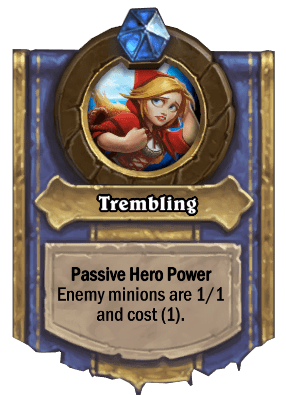 Trembling
Passive Hero Power
Enemy minions are 1/1
and cost (1).